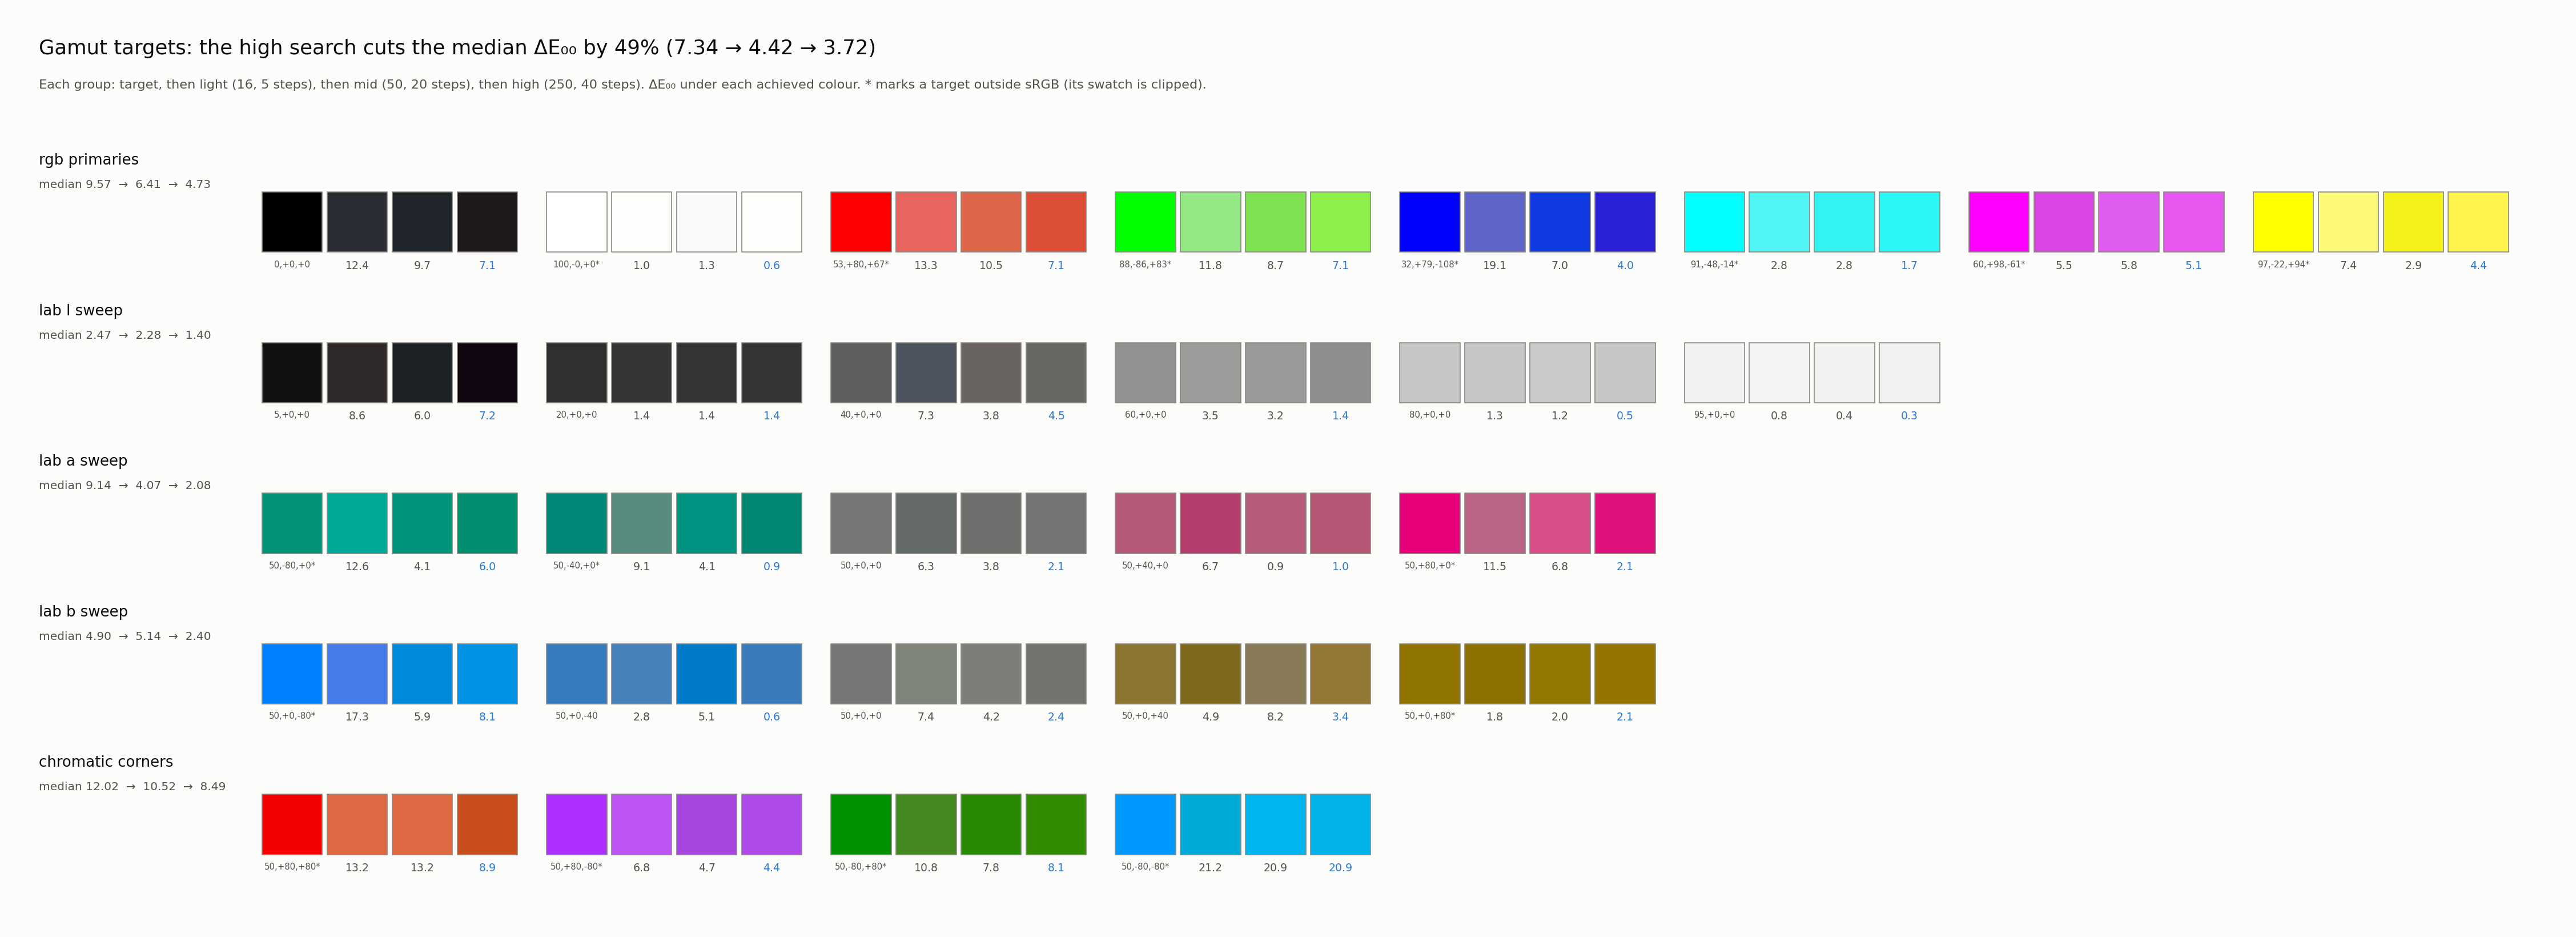 Gamut targets: the high search cuts the median ΔE₀₀ by 49% (7.34 → 4.42 → 3.72)
Each group: target, then light (16, 5 steps), then mid (50, 20 steps), then high (250, 40 steps). ΔE₀₀ under each achieved colour. * marks a target outside sRGB (its swatch is clipped).
rgb primaries
median 9.57 → 6.41 → 4.73
0,+0,+0 12.4 9.7 7.1 100,-0,+0* 1.0 1.3 0.6 53,+80,+67* 13.3 10.5 7.1 88,-86,+83* 11.8 8.7 7.1 32,+79,-108* 19.1 7.0 4.0 91,-48,-14* 2.8 2.8 1.7 60,+98,-61* 5.5 5.8 5.1 97,-22,+94* 7.4 2.9 4.4
lab l sweep
median 2.47 → 2.28 → 1.40
5,+0,+0 8.6 6.0 7.2 20,+0,+0 1.4 1.4 1.4 40,+0,+0 7.3 3.8 4.5 60,+0,+0 3.5 3.2 1.4 80,+0,+0 1.3 1.2 0.5 95,+0,+0 0.8 0.4 0.3
lab a sweep
median 9.14 → 4.07 → 2.08
50,-80,+0* 12.6 4.1 6.0 50,-40,+0* 9.1 4.1 0.9 50,+0,+0 6.3 3.8 2.1 50,+40,+0 6.7 0.9 1.0 50,+80,+0* 11.5 6.8 2.1
lab b sweep
median 4.90 → 5.14 → 2.40
50,+0,-80* 17.3 5.9 8.1 50,+0,-40 2.8 5.1 0.6 50,+0,+0 7.4 4.2 2.4 50,+0,+40 4.9 8.2 3.4 50,+0,+80* 1.8 2.0 2.1
chromatic corners
median 12.02 → 10.52 → 8.49
50,+80,+80* 13.2 13.2 8.9 50,+80,-80* 6.8 4.7 4.4 50,-80,+80* 10.8 7.8 8.1 50,-80,-80* 21.2 20.9 20.9